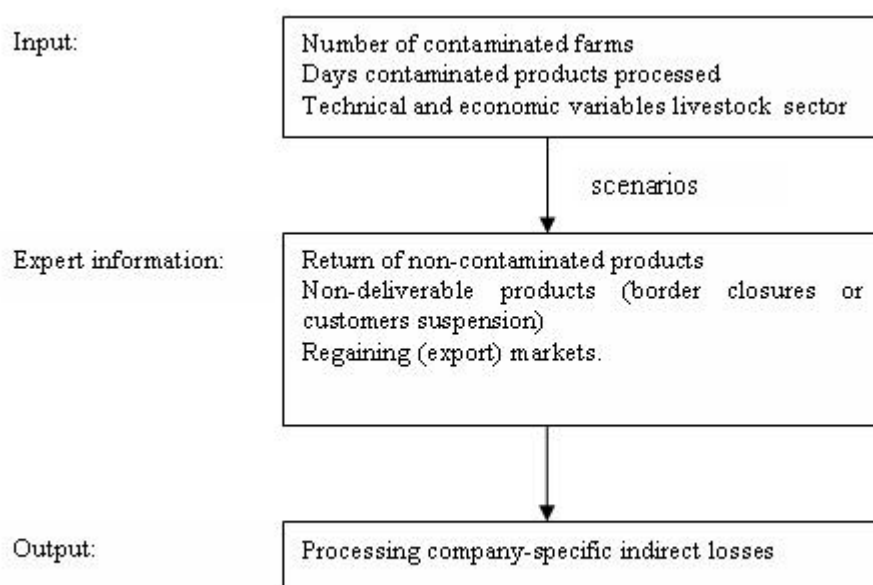 Input:
Number of contaminated farms
Days contaminated products processed
Technical and economic variables livestock sector
scenarios
Expert information:
Return of non-contaminated products
Non-deliverable products (border closures or
customers suspension)
Regaining (export) markets.
Output:
Processing company-specific indirect losses